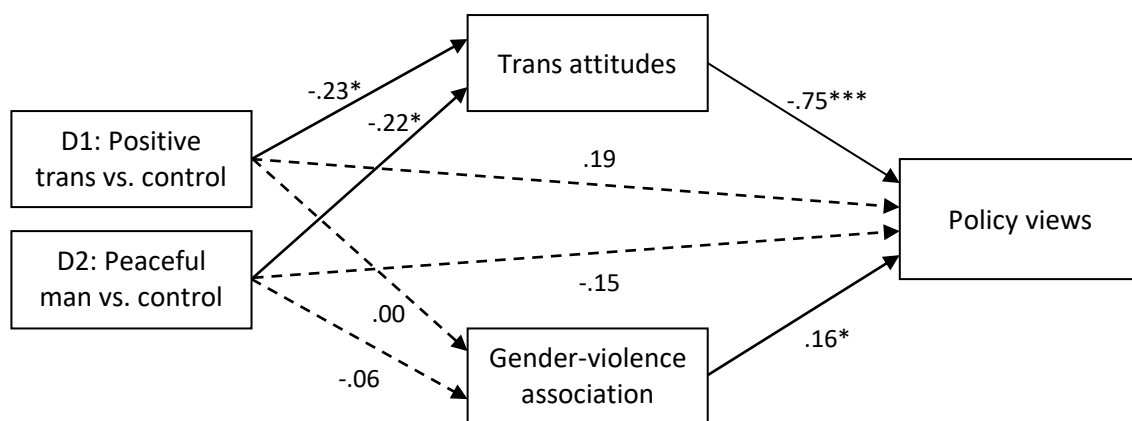 Trans attitudes
-.23*
-.75***
-.22*
D1: Positive
trans vs. control
.19
Policy views
D2: Peaceful
man vs. control
-.15
.00
.16*
Gender-violence
association
-.06